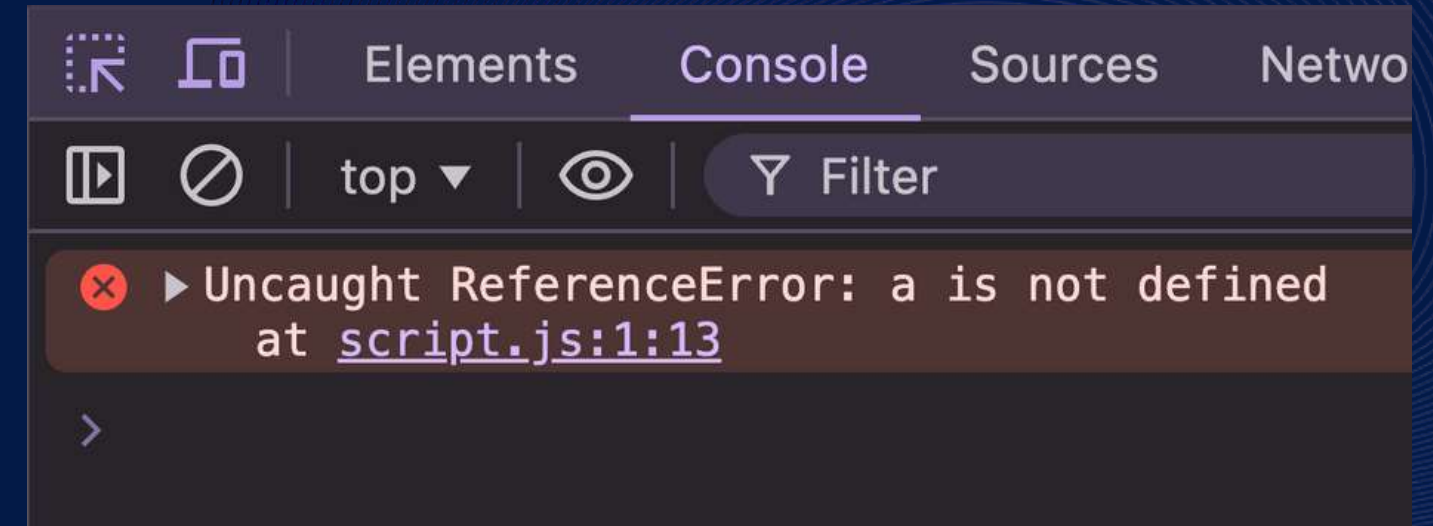 Elements Console Sources Netwo
top Filter
Uncaught ReferenceError: a is not defined
at script.js:1:13